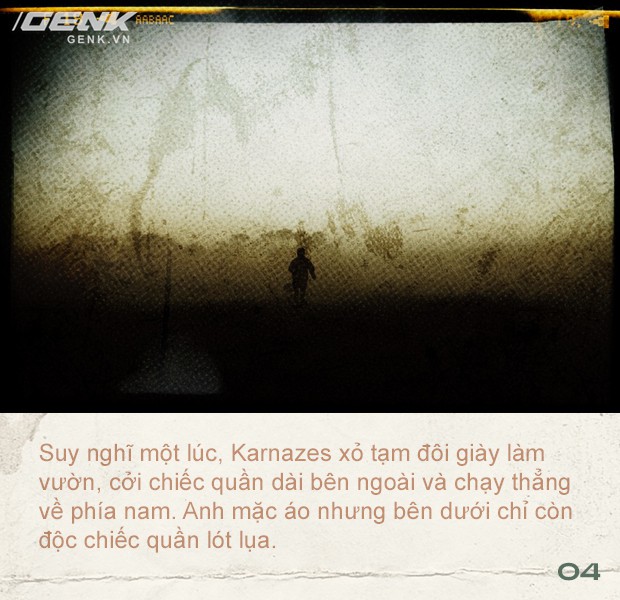 GENK
AABAAC
GENK.VN
Suy nghĩ một lúc, Karnazes xỏ tạm đôi giày làm
vườn, cởi chiếc quần dài bên ngoài và chạy thẳng
về phía nam. Anh mặc áo nhưng bên dưới chỉ còn
độc chiếc quần lót lụa.
04